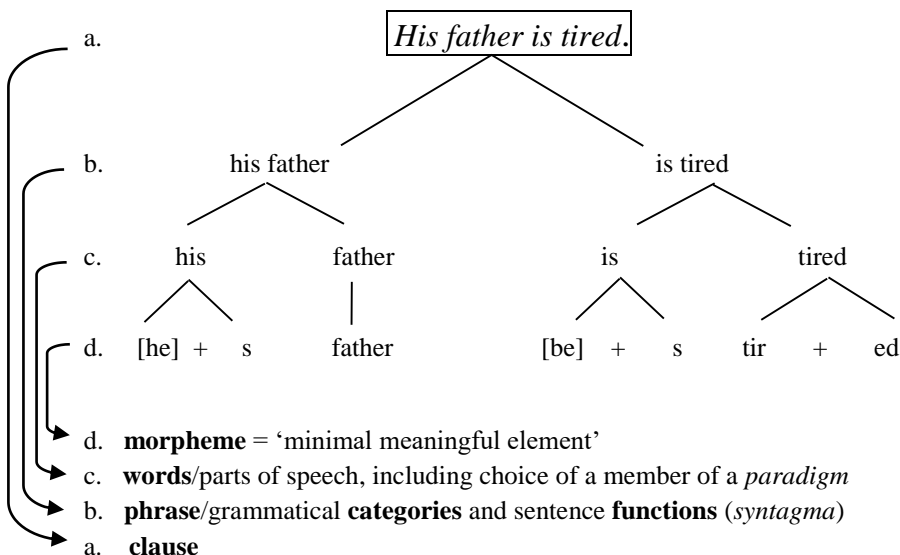 a. His father is tired.
b. his father is tired
c. his father is tired
d. [he] + s father [be] + s tir + ed
d. morpheme = ‘minimal meaningful element’
c. words/parts of speech, including choice of a member of a paradigm
b. phrase/grammatical categories and sentence functions (syntagma)
a. clause